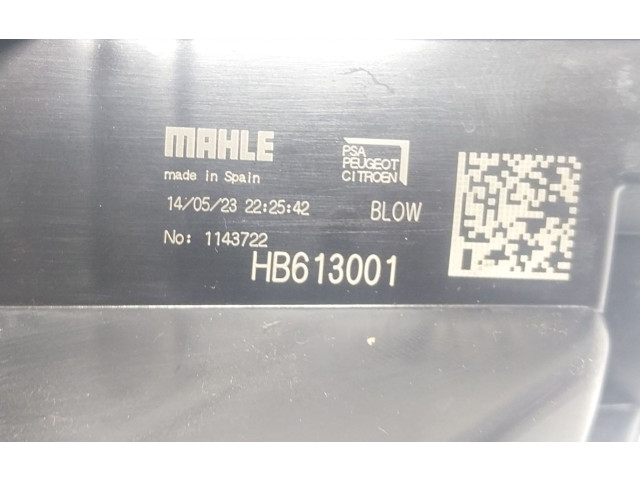 MAHLE
made in Spain
PSA
PEUGEOT
CITROEN
14/05/23 22:25:42
BLOW
No: 1143722
HB613001